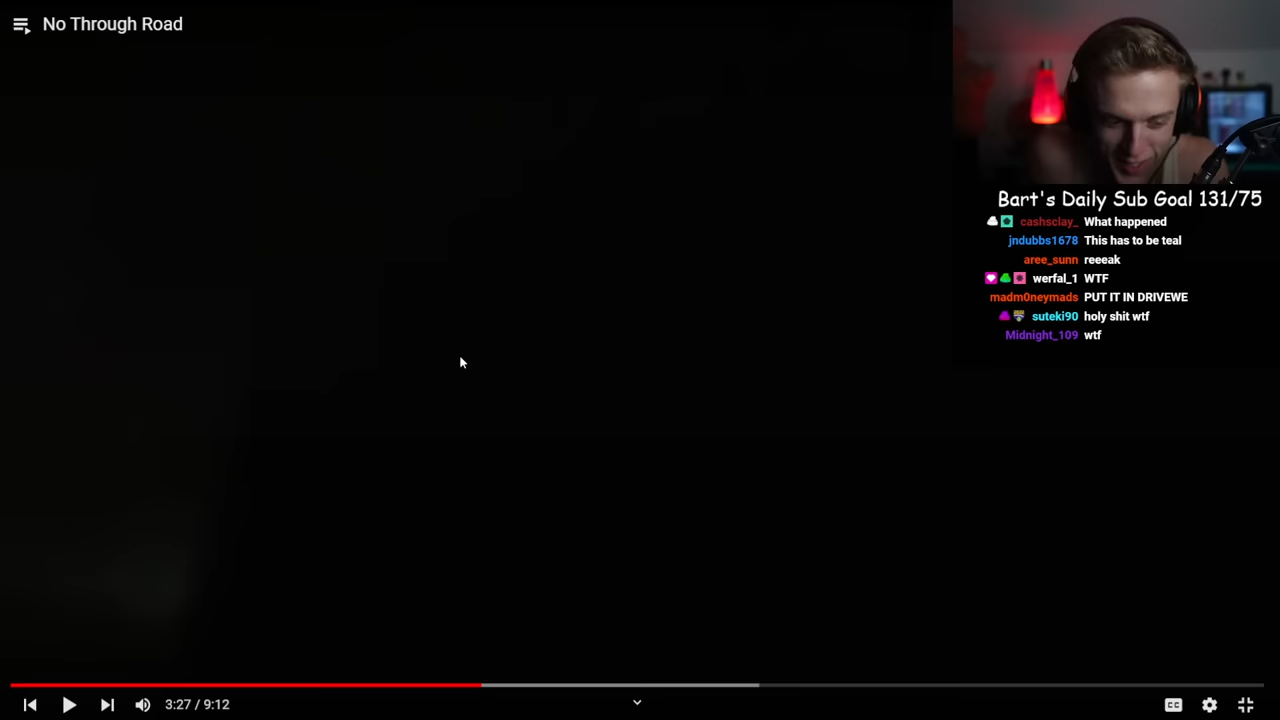 No Through Road
Bart's Daily Sub Goal 131/75
cashsclay_ What happened
jndubbs1678 This has to be teal
aree_sunn reeeak
werfal_1 WTF
madm0neymads PUT IT IN DRIVEWE
suteki90 holy shit wtf
Midnight_109 wtf
3:27 / 9:12
CC